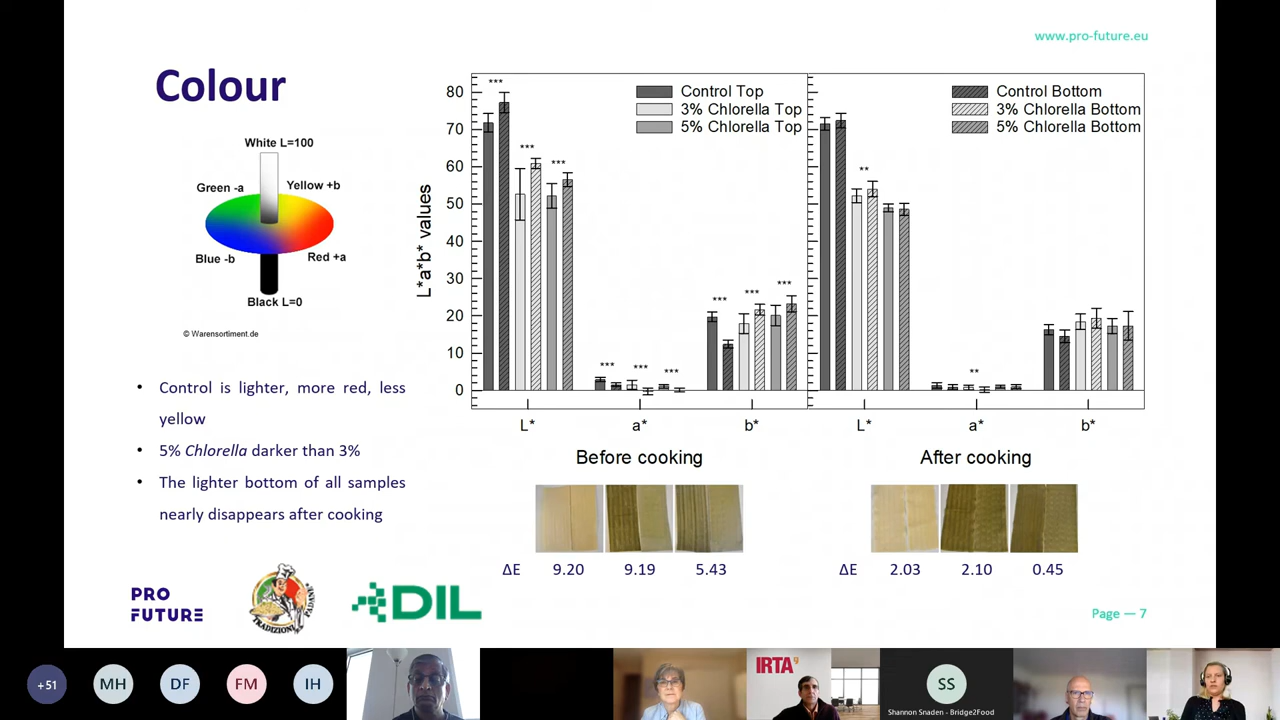 www.pro-future.eu
Colour
White L=100
Green -a
Yellow +b
Blue -b
Red +a
Black L=0
© Warensortiment.de
• Control is lighter, more red, less
yellow
• 5% Chlorella darker than 3%
• The lighter bottom of all samples
nearly disappears after cooking
L*a*b* values
80
70
60
50
40
30
20
10
0
***
***
***
***
***
***
***
***
***
Control Top
3% Chlorella Top
5% Chlorella Top
L*
a*
b*
Before cooking
ΔE 9.20 9.19 5.43
**
**
Control Bottom
3% Chlorella Bottom
5% Chlorella Bottom
L*
a*
b*
After cooking
ΔE 2.03 2.10 0.45
PRO
FUTURE
TRADIZIONI PADANE
DIL
Page — 7
+51
MH
DF
FM
IH
IRTA
SS
Shannon Snaden - Bridge2Food